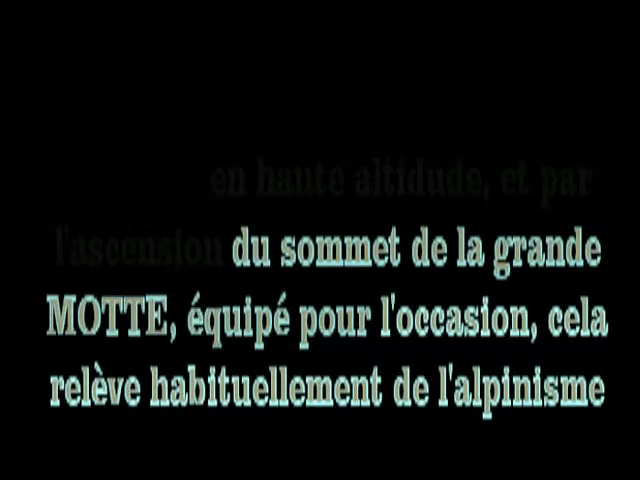 en haute altidude, et par
l'ascension du sommet de la grande
MOTTE, équipé pour l'occasion, cela
relève habituellement de l'alpinisme